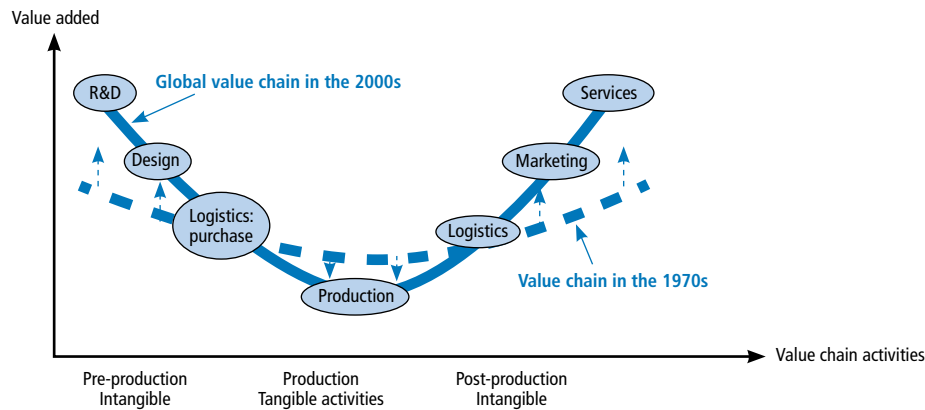 Value added
R&D
Global value chain in the 2000s
Services
Design
Marketing
Logistics:
purchase
Logistics
Value chain in the 1970s
Production
Value chain activities
Pre-production
Intangible
Production
Tangible activities
Post-production
Intangible